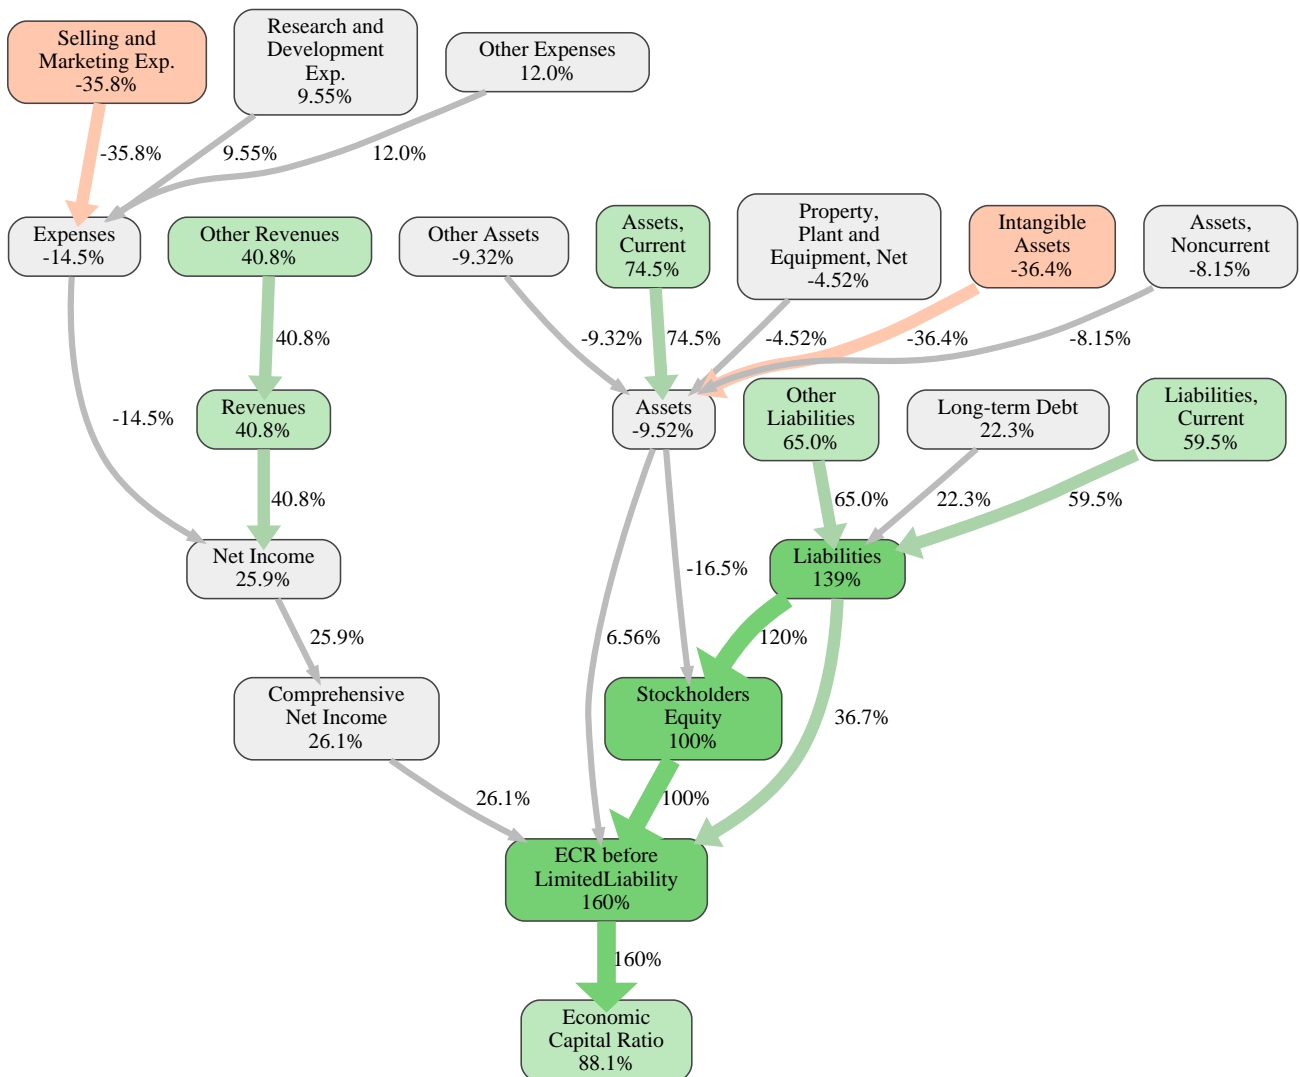 Selling and
Marketing Exp.
-35.8%
Research and
Development
Exp.
9.55%
Other Expenses
12.0%
-35.8%
9.55%
12.0%
Expenses
-14.5%
Other Revenues
40.8%
Other Assets
-9.32%
Assets,
Current
74.5%
Property,
Plant and
Equipment, Net
-4.52%
Intangible
Assets
-36.4%
Assets,
Noncurrent
-8.15%
40.8%
-9.32%
74.5%
-4.52%
-36.4%
-8.15%
-14.5%
Revenues
40.8%
Assets
-9.52%
Other
Liabilities
65.0%
Long-term Debt
22.3%
Liabilities,
Current
59.5%
40.8%
65.0%
22.3%
59.5%
Net Income
25.9%
-16.5%
Liabilities
139%
25.9%
6.56%
120%
Comprehensive
Net Income
26.1%
Stockholders
Equity
100%
36.7%
26.1%
100%
ECR before
LimitedLiability
160%
160%
Economic
Capital Ratio
88.1%